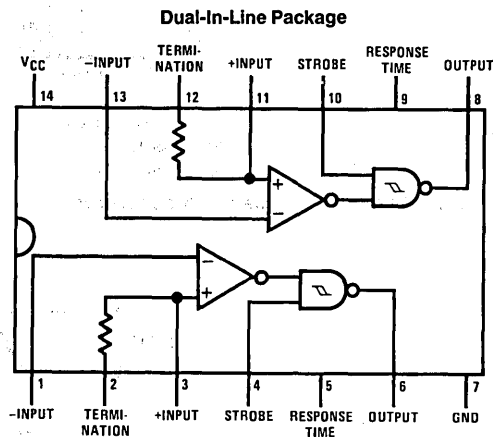 Dual-In-Line Package
VCC
–INPUT
TERMI-
NATION
+INPUT
STROBE
RESPONSE
TIME
OUTPUT
14
13
12
11
10
9
8
+
–
–
+
1
2
3
4
5
6
7
–INPUT
TERMI-
NATION
+INPUT
STROBE
RESPONSE
TIME
OUTPUT
GND